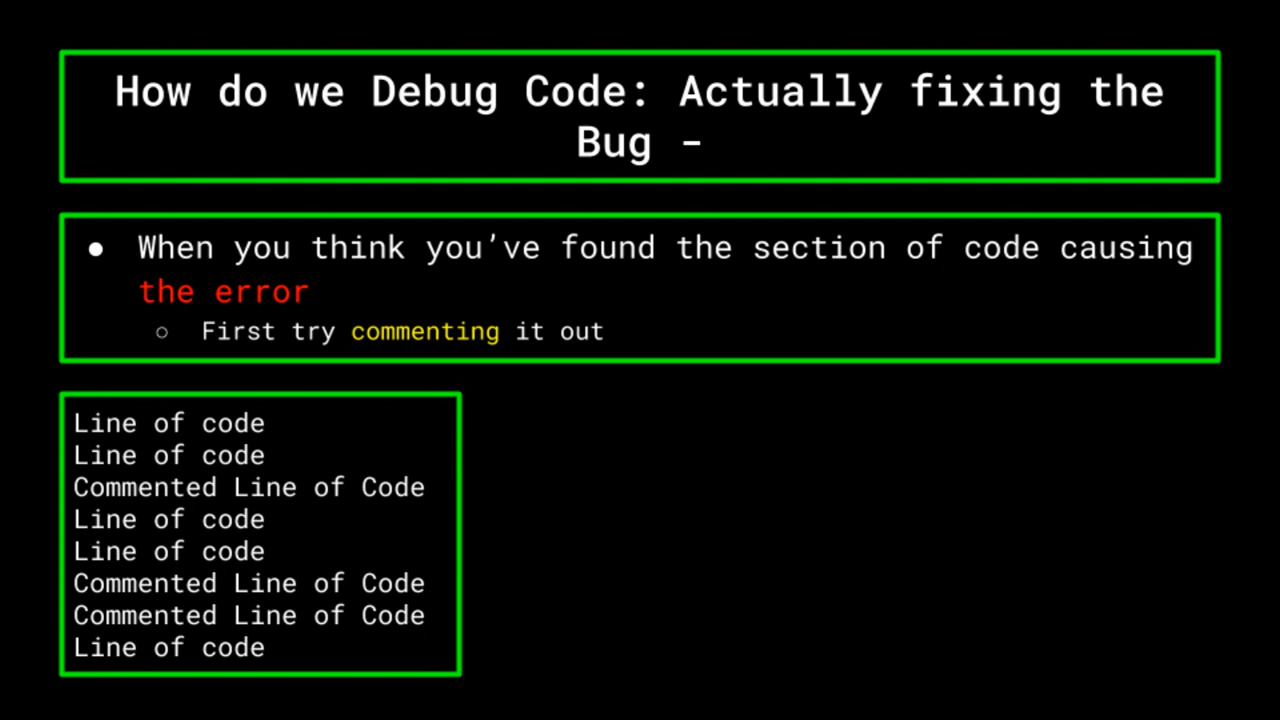 How do we Debug Code: Actually fixing the
Bug -
● When you think you’ve found the section of code causing
the error
○ First try commenting it out
Line of code
Line of code
Commented Line of Code
Line of code
Line of code
Commented Line of Code
Commented Line of Code
Line of code